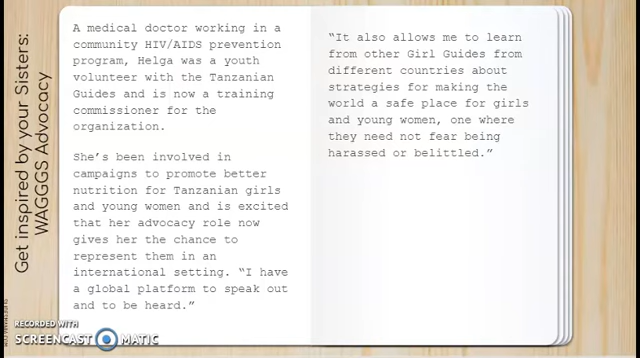 Get inspired by your Sisters:
WAGGGS Advocacy
A medical doctor working in a
community HIV/AIDS prevention
program, Helga was a youth
volunteer with the Tanzanian
Guides and is now a training
commissioner for the
organization.
She's been involved in
campaigns to promote better
nutrition for Tanzanian girls
and young women and is excited
that her advocacy role now
gives her the chance to
represent them in an
international setting. “I have
a global platform to speak out
and to be heard.”
“It also allows me to learn
from other Girl Guides from
different countries about
strategies for making the
world a safe place for girls
and young women, one where
they need not fear being
harassed or belittled.”
RECORDED WITH
SCREENCAST MATIC